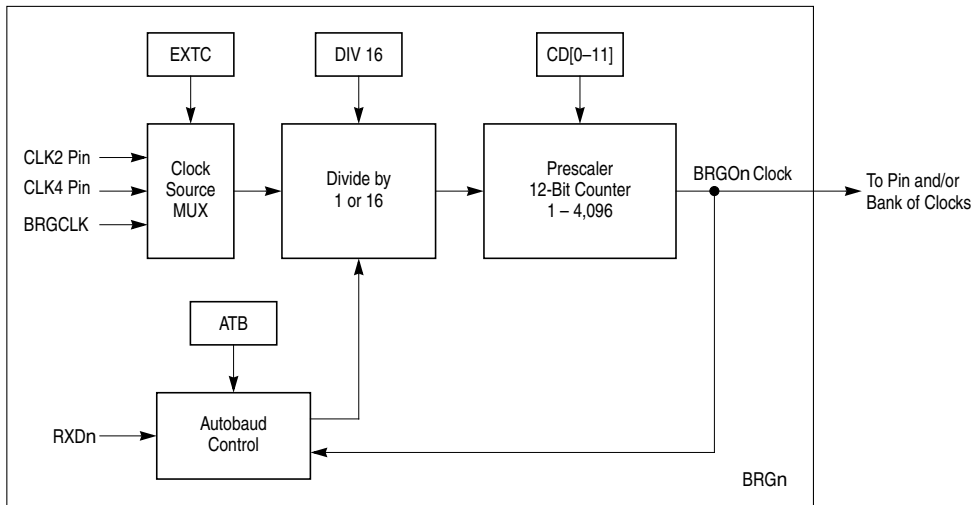 EXTC
DIV 16
CD[0–11]
CLK2 Pin
CLK4 Pin
BRGCLK
Clock
Source
MUX
Divide by
1 or 16
Prescaler
12-Bit Counter
1 – 4,096
BRGOn Clock
To Pin and/or
Bank of Clocks
ATB
RXDn
Autobaud
Control
BRGn